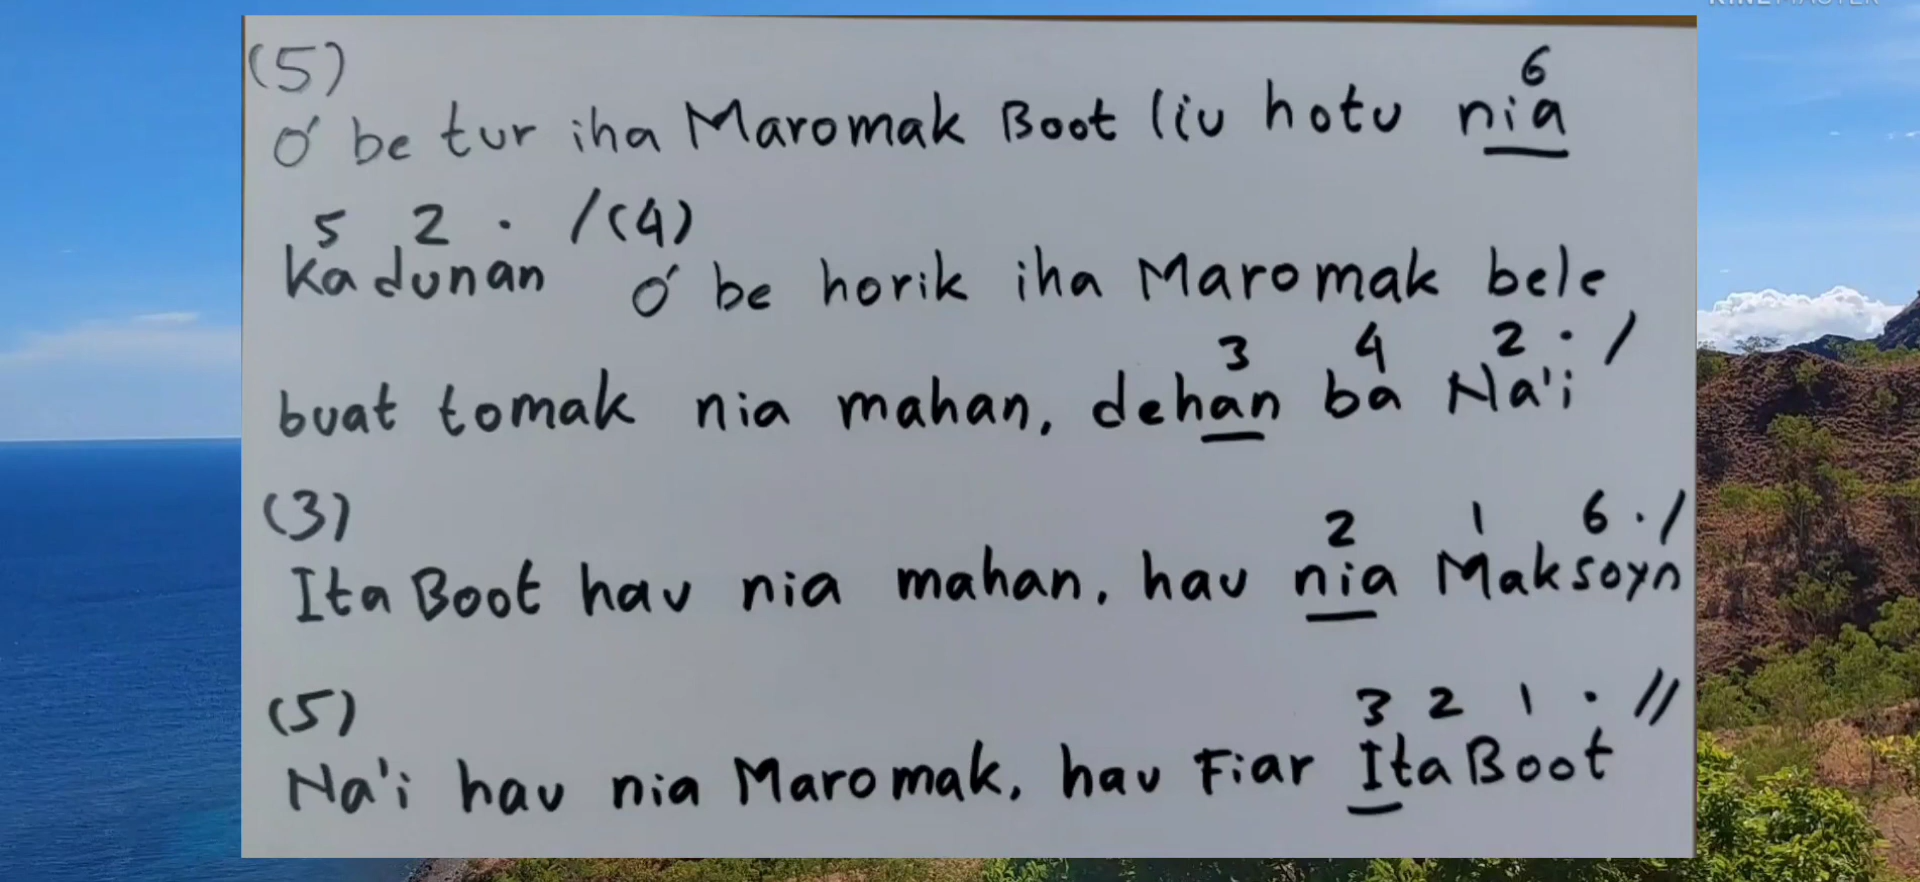 (5) 6
Ó be tur iha Maromak Boot liu hotu nia
5 2 . /(4)
Kadunan Ó be horik iha Maromak bele
3 4 2 . /
buat tomak nia mahan, dehan ba Na'i
(3) 2 1 6 . /
Ita Boot hau nia mahan, hau nia Maksoyn
(5) 3 2 1 . //
Na'i hau nia Maromak, hau Fiar Ita Boot